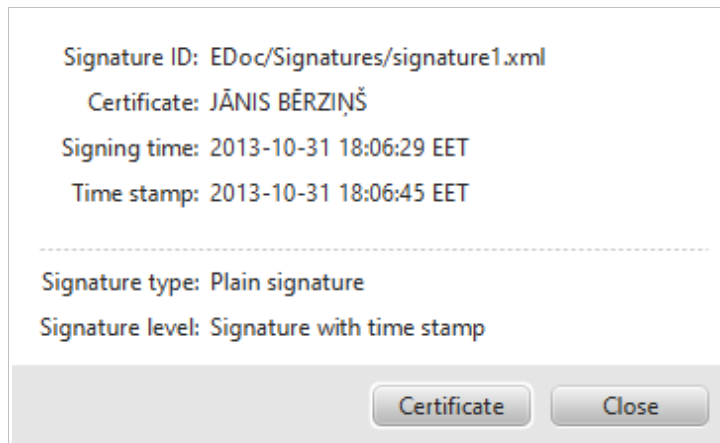 Signature ID: EDoc/Signatures/signature1.xml
Certificate: JĀNIS BĒRZIŅŠ
Signing time: 2013-10-31 18:06:29 EET
Time stamp: 2013-10-31 18:06:45 EET
Signature type: Plain signature
Signature level: Signature with time stamp
Certificate Close